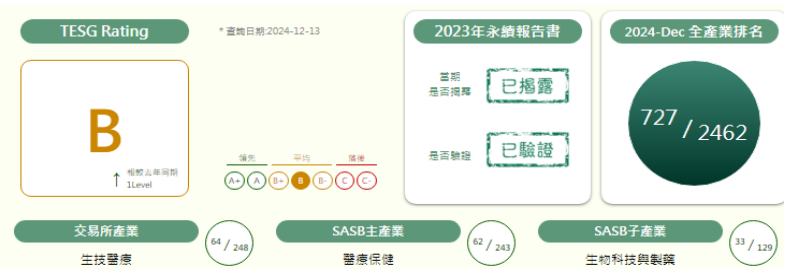 TESG Rating
* 查詢日期:2024-12-13
2023年永續報告書
2024-Dec 全產業排名
B
↑ 相較去年同期
1Level
領先 平均 落後
A+ A B+ B B- C C-
當期
是否揭露
已揭露
是否驗證
已驗證
727 / 2462
交易所產業
生技醫療
64 / 248
SASB主產業
醫療保健
62 / 243
SASB子產業
生物科技與製藥
33 / 129